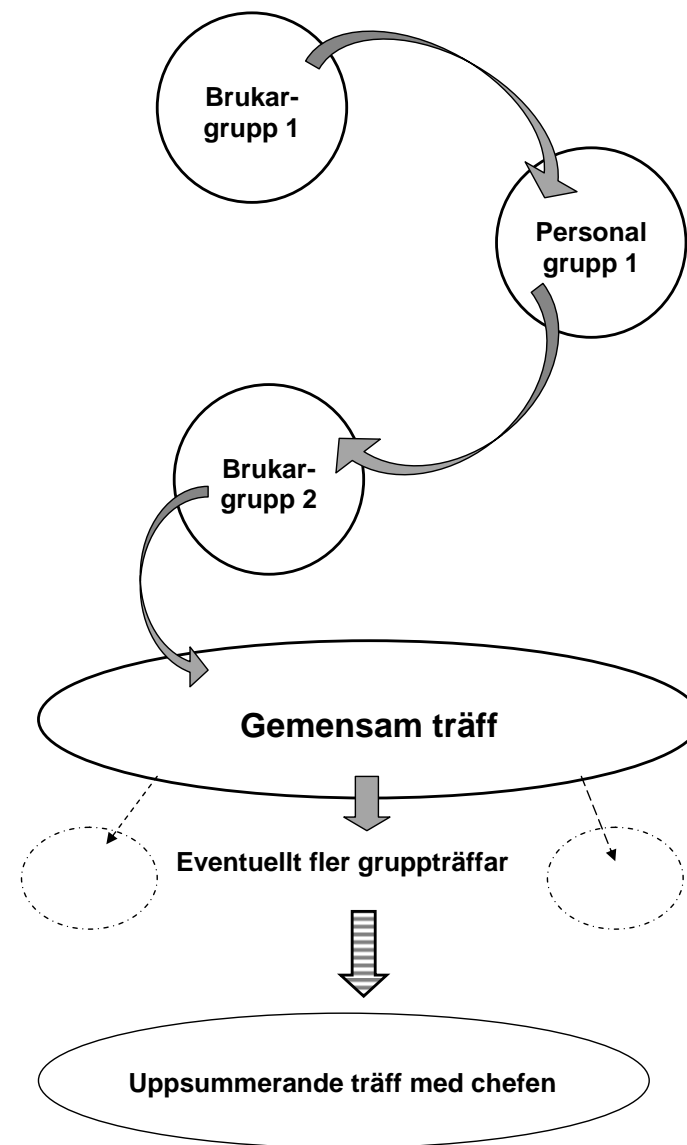 Brukar-
grupp 1
Personal
grupp 1
Brukar-
grupp 2
Gemensam träff
Eventuellt fler gruppträffar
Uppsummerande träff med chefen